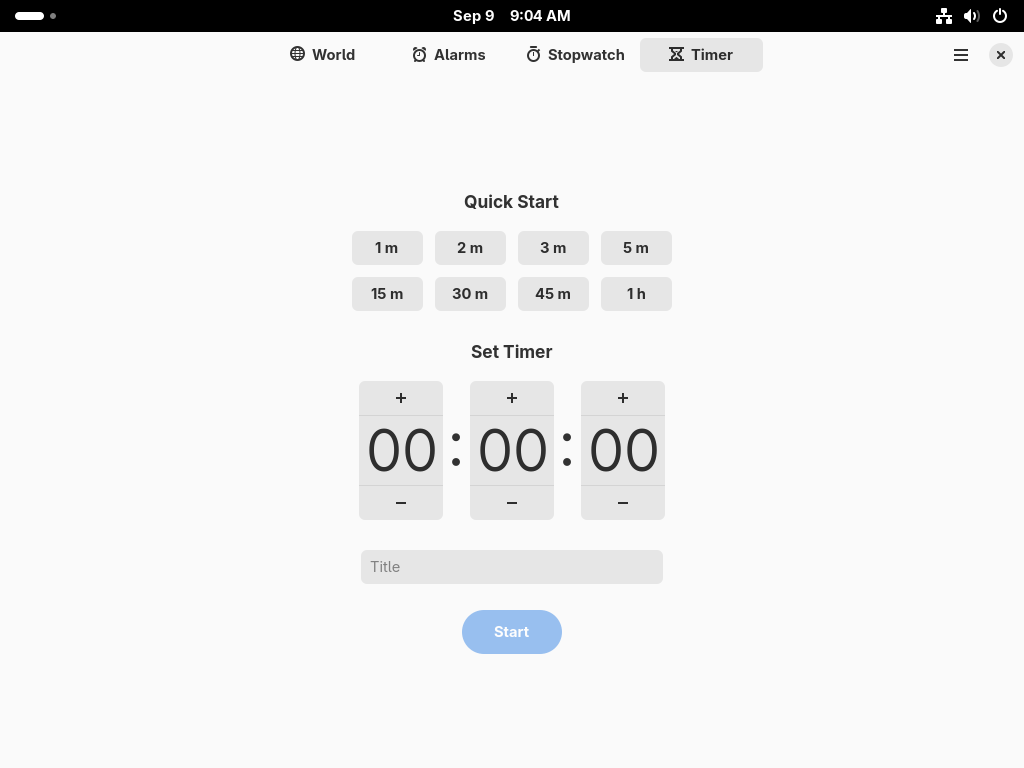 Sep 9 9:04 AM
World Alarms Stopwatch Timer
Quick Start
1 m 2 m 3 m 5 m
15 m 30 m 45 m 1 h
Set Timer
+ + +
00 : 00 : 00
− − −
Title
Start